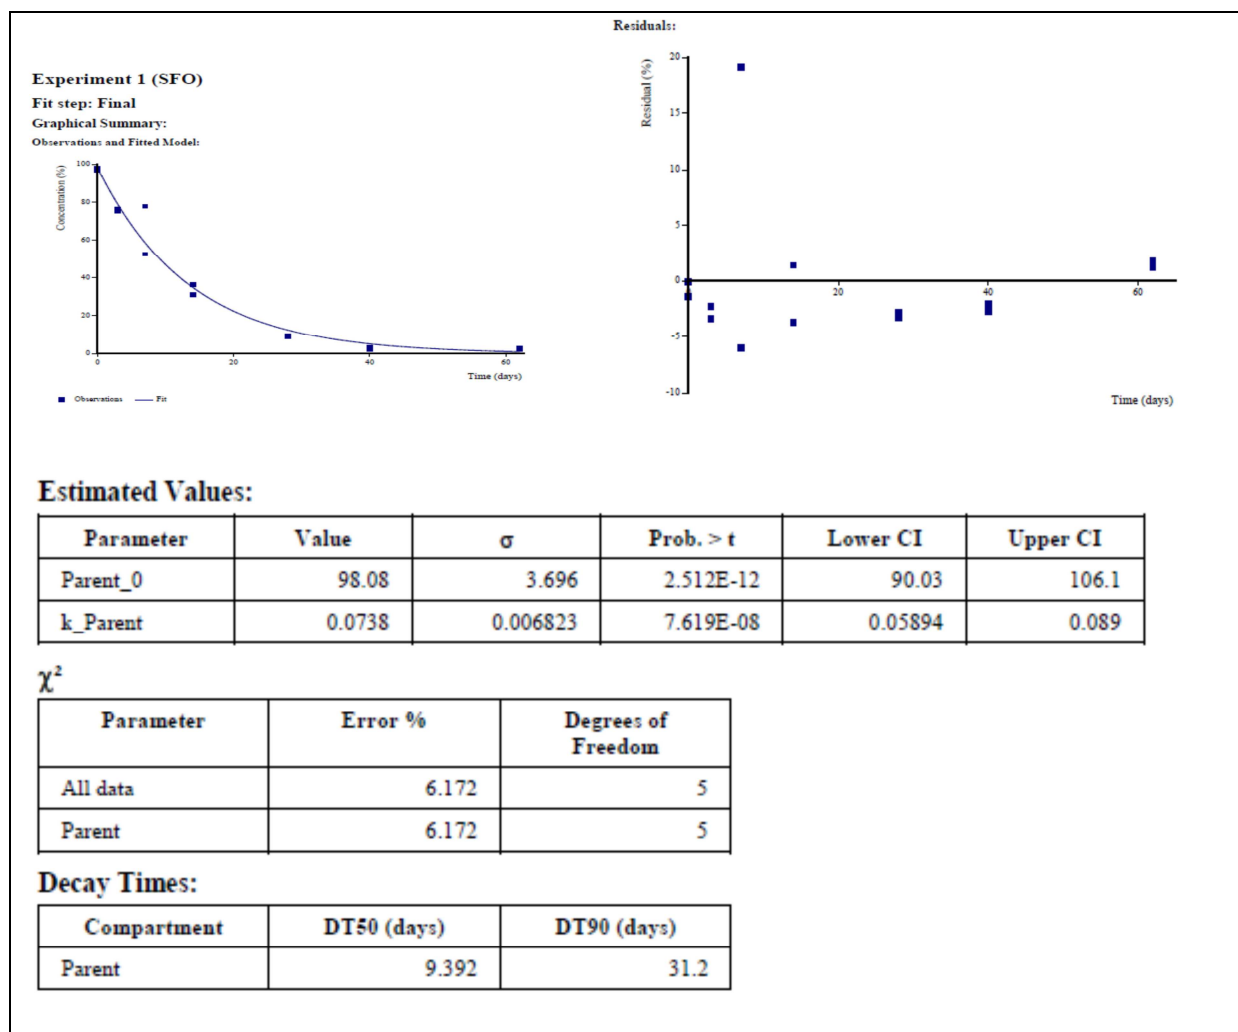 Residuals:
Experiment 1 (SFO)
Fit step: Final
Graphical Summary:
Observations and Fitted Model:
Concentration (%)
100
80
60
40
20
0
0 20 40 60
Time (days)
Observations Fit
Residual (%)
20
15
10
5
0
-5
-10
20 40 60
Time (days)
Estimated Values:
Parameter Value σ Prob. > t Lower CI Upper CI
Parent_0 98.08 3.696 2.512E-12 90.03 106.1
k_Parent 0.0738 0.006823 7.619E-08 0.05894 0.089
χ²
Parameter Error % Degrees of
Freedom
All data 6.172 5
Parent 6.172 5
Decay Times:
Compartment DT50 (days) DT90 (days)
Parent 9.392 31.2